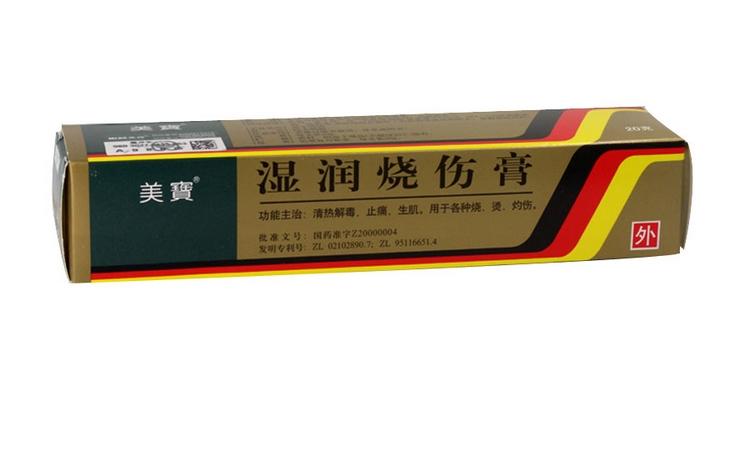 美寶
20克
美寶®
湿润烧伤膏
功能主治：清热解毒、止痛、生肌。用于各种烧、烫、灼伤。
批准文号：国药准字Z20000004
发明专利号：ZL 02102890.7; ZL 95116651.4
外